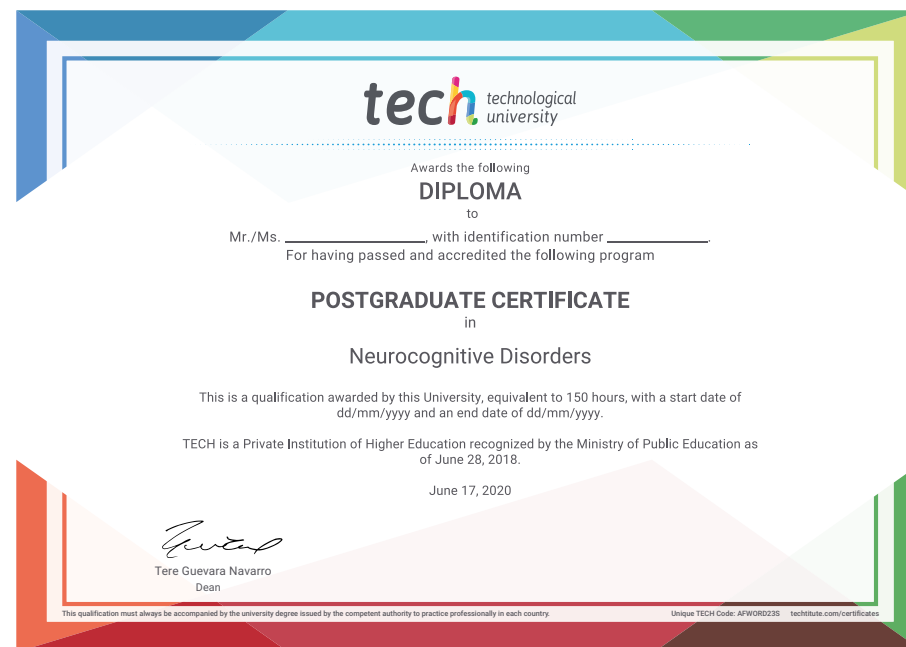 tech technological
university
Awards the following
DIPLOMA
to
Mr./Ms. ____________, with identification number ____________.
For having passed and accredited the following program
POSTGRADUATE CERTIFICATE
in
Neurocognitive Disorders
This is a qualification awarded by this University, equivalent to 150 hours, with a start date of
dd/mm/yyyy and an end date of dd/mm/yyyy.
TECH is a Private Institution of Higher Education recognized by the Ministry of Public Education as
of June 28, 2018.
June 17, 2020
Tere Guevara Navarro
Dean
This qualification must always be accompanied by the university degree issued by the competent authority to practice professionally in each country. Unique TECH Code: AFWORD23S techtitute.com/certificates